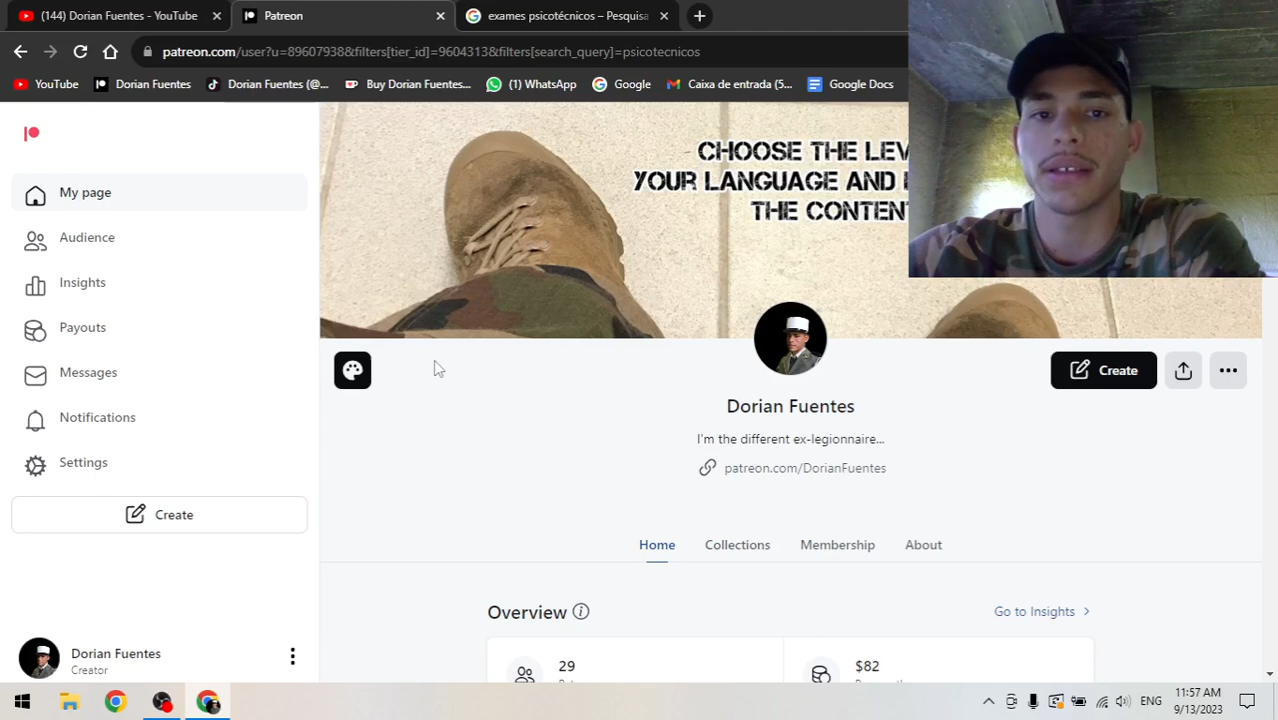 (144) Dorian Fuentes - YouTube
Patreon
exames psicotécnicos – Pesquisa
patreon.com/user?u=89607938&filters[tier_id]=9604313&filters[search_query]=psicotecnicos
YouTube
Dorian Fuentes
Dorian Fuentes (@...
Buy Dorian Fuentes...
(1) WhatsApp
Google
Caixa de entrada (5...
Google Docs
CHOOSE THE LEV
YOUR LANGUAGE AND
THE CONTEN
My page
Audience
Insights
Payouts
Messages
Notifications
Settings
Create
Create
Dorian Fuentes
I'm the different ex-legionnaire...
patreon.com/DorianFuentes
Home
Collections
Membership
About
Overview
Go to Insights
29
$82
Dorian Fuentes
Creator
ENG
11:57 AM
9/13/2023